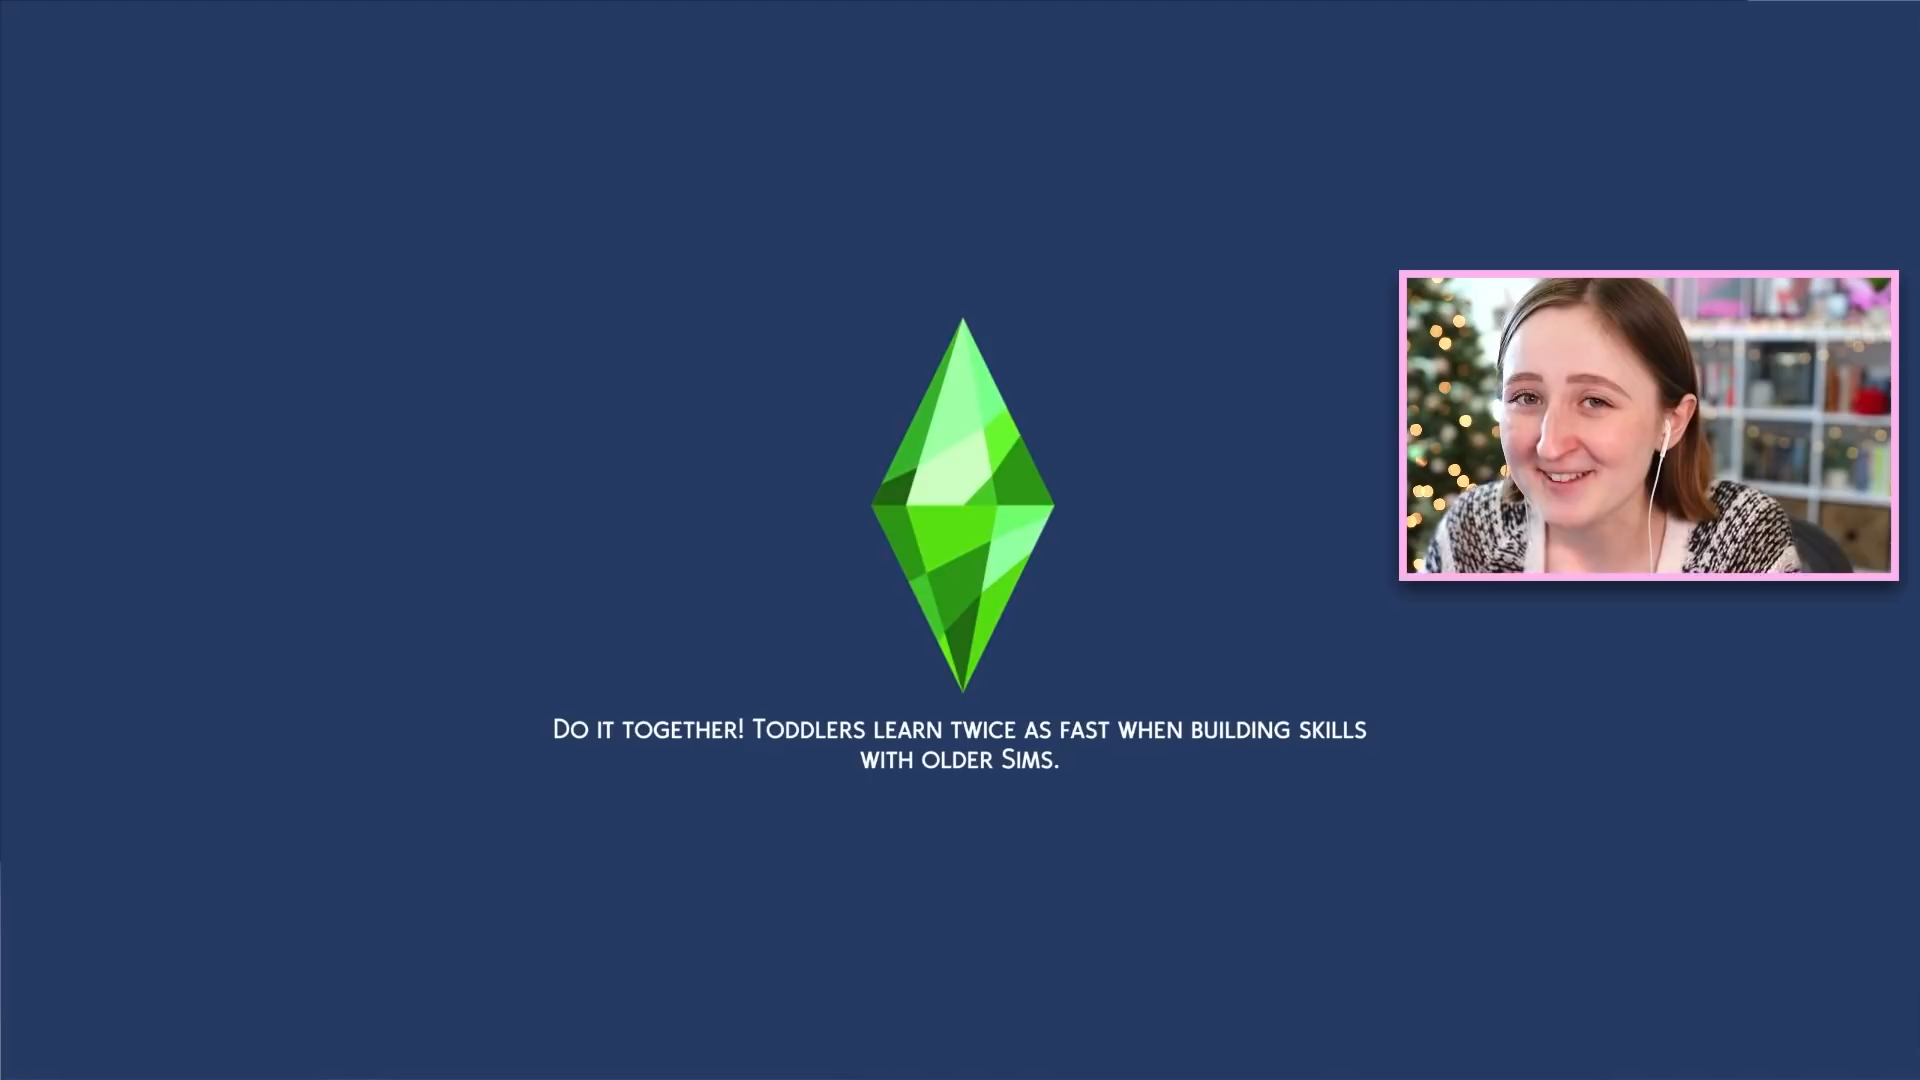 Do it together! Toddlers learn twice as fast when building skills
with older Sims.